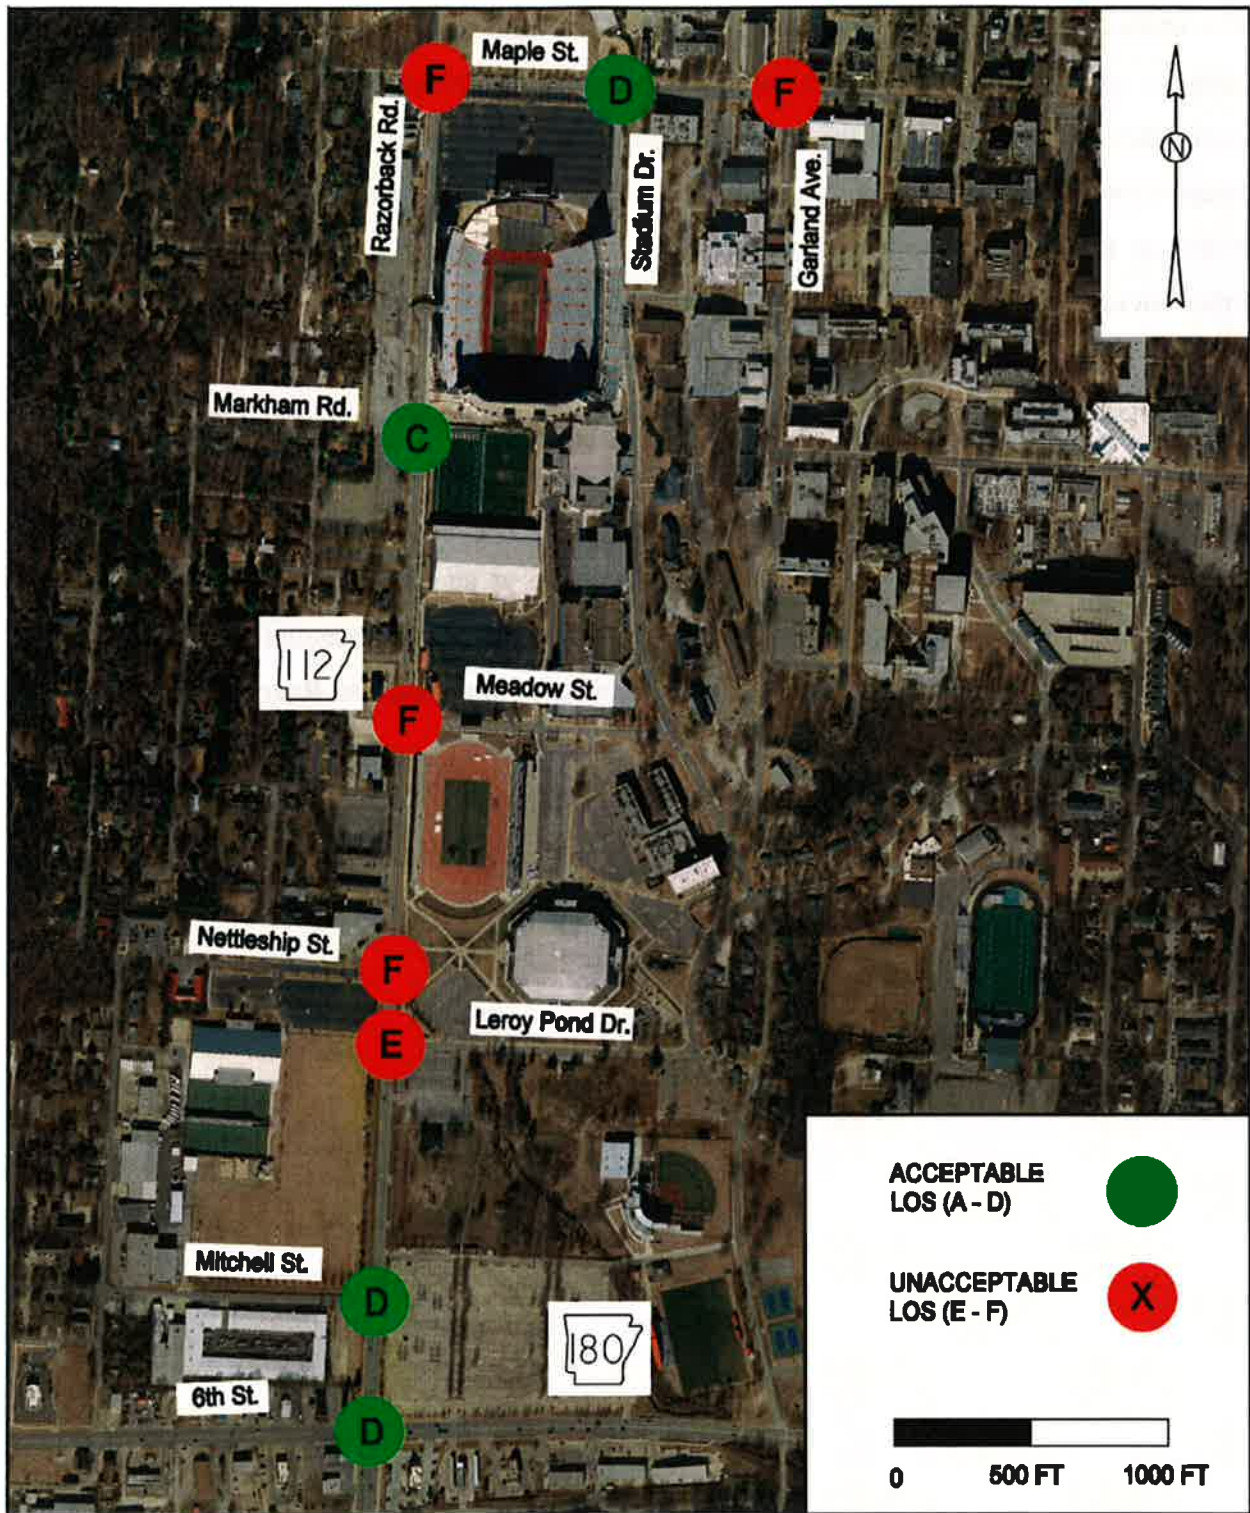 Maple St.
F
D
F
Razorback Rd.
Stadium Dr.
Garland Ave.
N
Markham Rd.
C
112
Meadow St.
F
Nettleship St.
F
Leroy Pond Dr.
E
Mitchell St.
D
180
6th St.
D
ACCEPTABLE
LOS (A - D)
UNACCEPTABLE
LOS (E - F)
X
0 500 FT 1000 FT